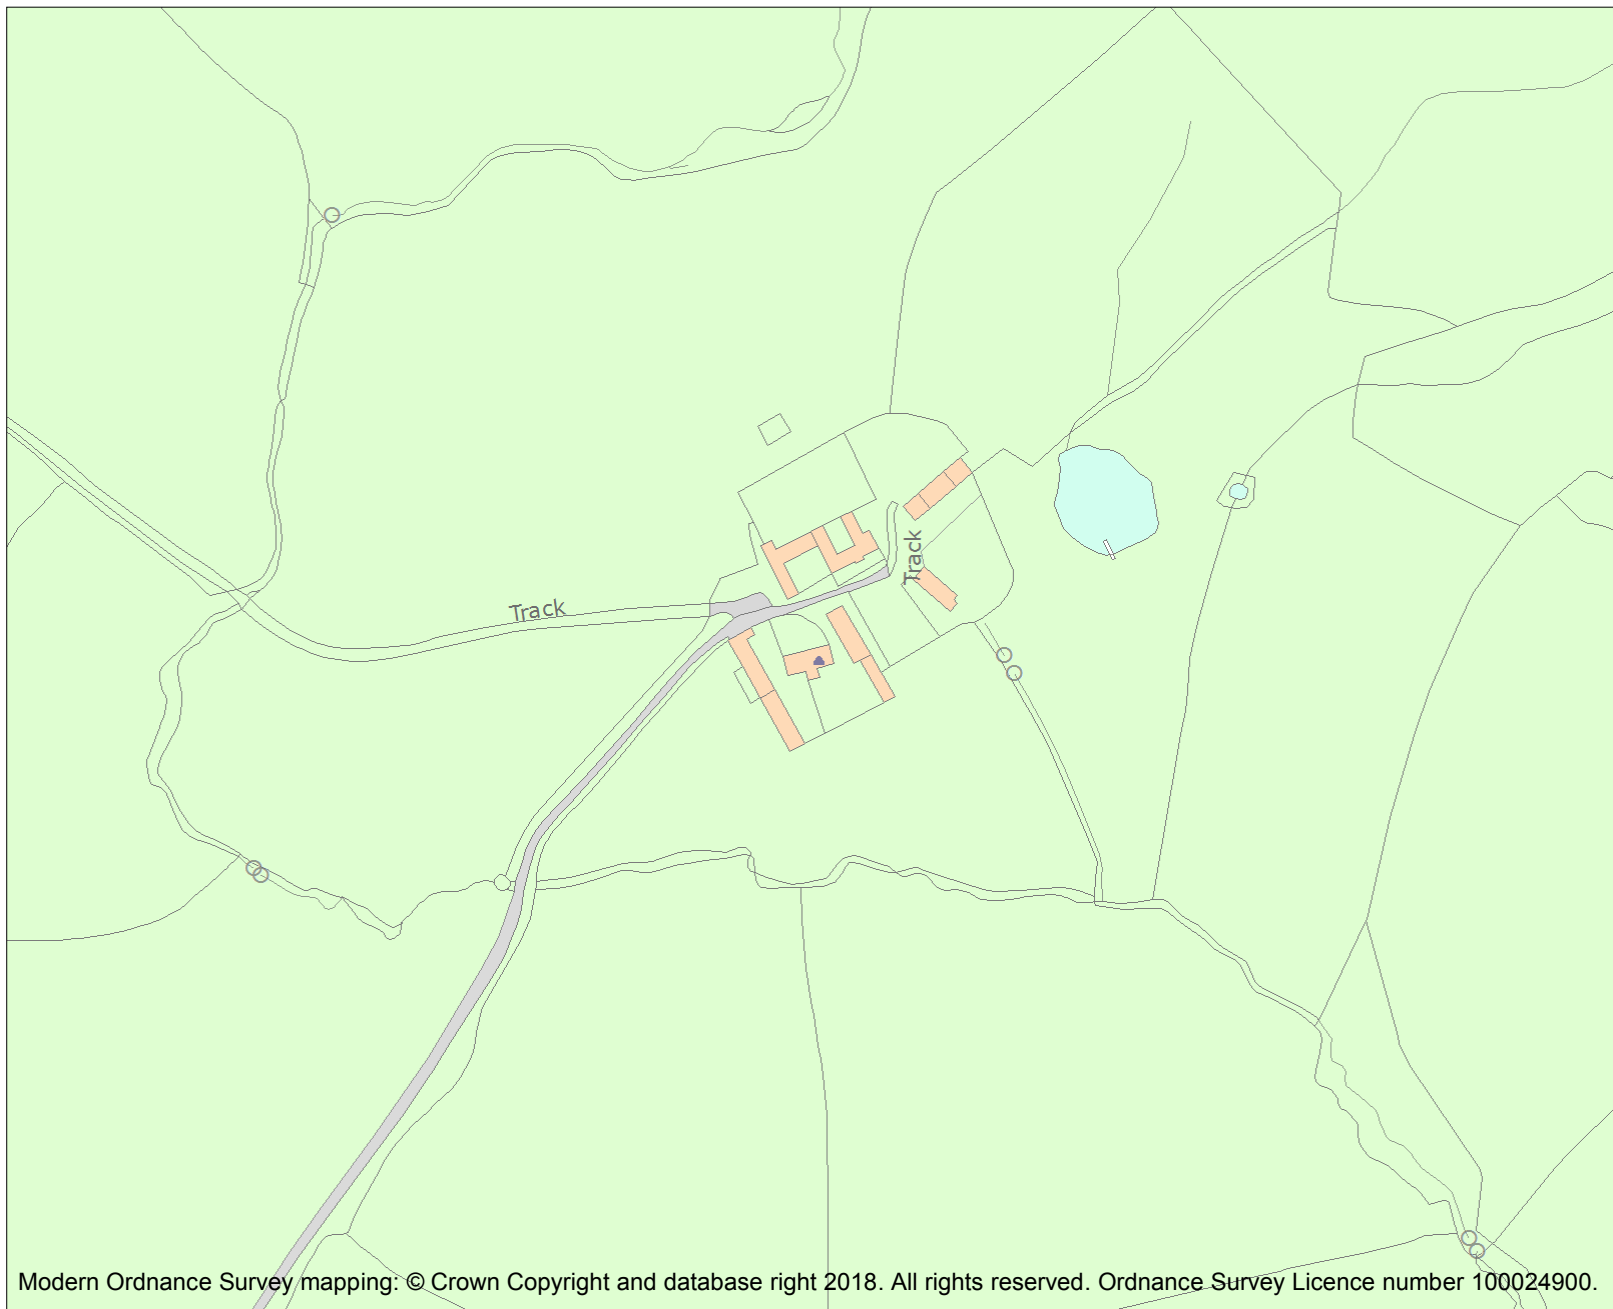 Track
Track
Modern Ordnance Survey mapping: © Crown Copyright and database right 2018. All rights reserved. Ordnance Survey Licence number 100024900.